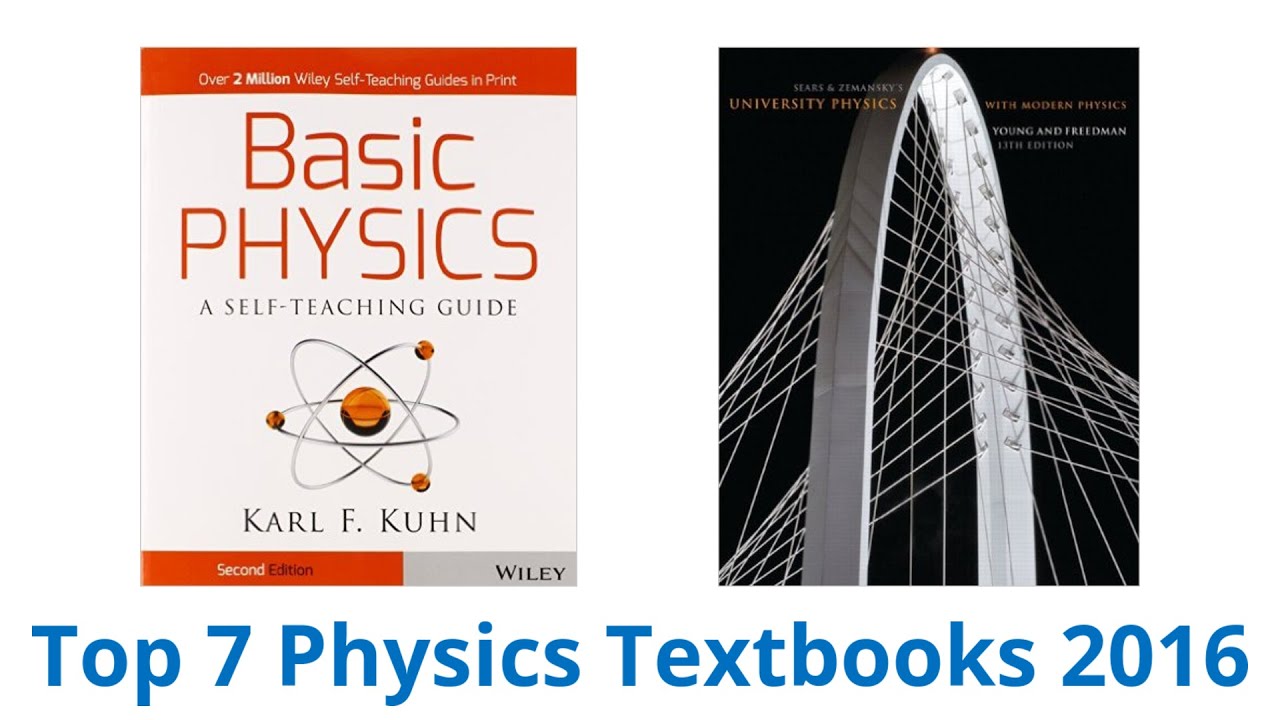 Over 2 Million Wiley Self-Teaching Guides in Print
Basic
PHYSICS
A SELF-TEACHING GUIDE
KARL F. KUHN
Second Edition
WILEY
SEARS & ZEMANSKY'S
UNIVERSITY PHYSICS
WITH MODERN PHYSICS
YOUNG AND FREEDMAN
13TH EDITION
Top 7 Physics Textbooks 2016